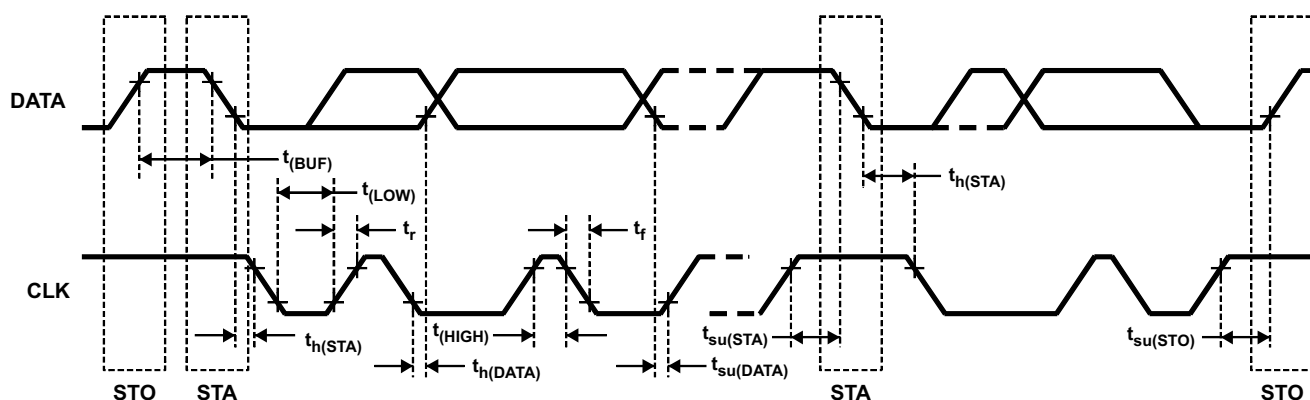 DATA
t(BUF)
t(LOW)
th(STA)
tr
tf
CLK
th(STA)
t(HIGH)
th(DATA)
tsu(DATA)
tsu(STA)
tsu(STO)
STO
STA
STA
STO